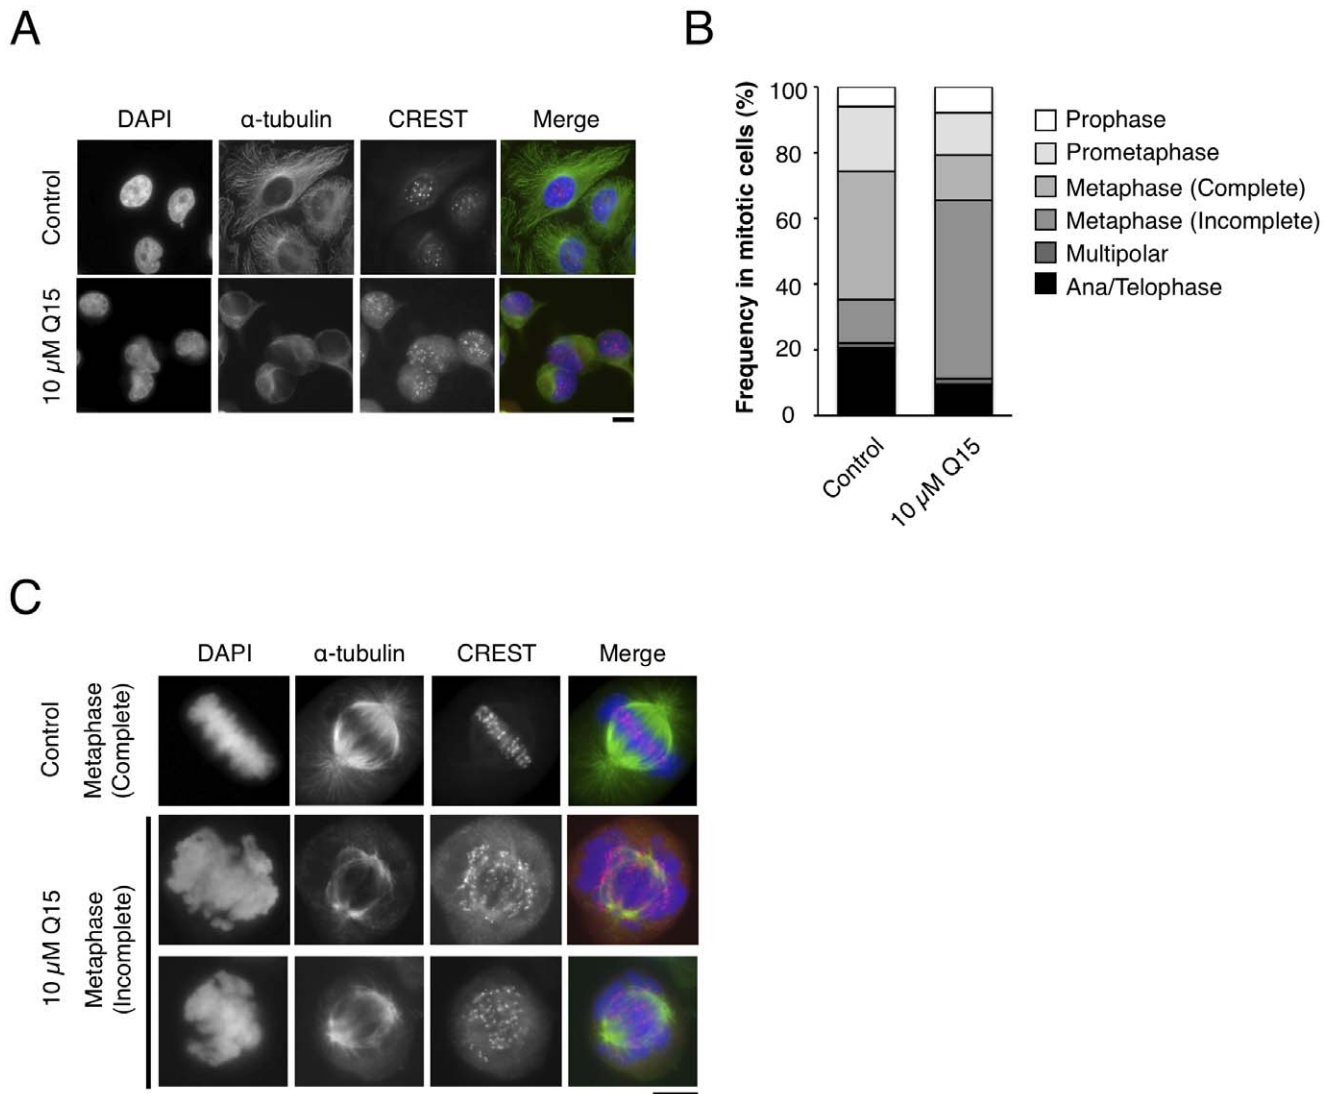 A
DAPI α-tubulin CREST Merge
Control
10 µM Q15
B
Frequency in mitotic cells (%)
100
80
60
40
20
0
Control
10 µM Q15
Prophase
Prometaphase
Metaphase (Complete)
Metaphase (Incomplete)
Multipolar
Ana/Telophase
C
DAPI α-tubulin CREST Merge
Control
Metaphase
(Complete)
10 µM Q15
Metaphase
(Incomplete)